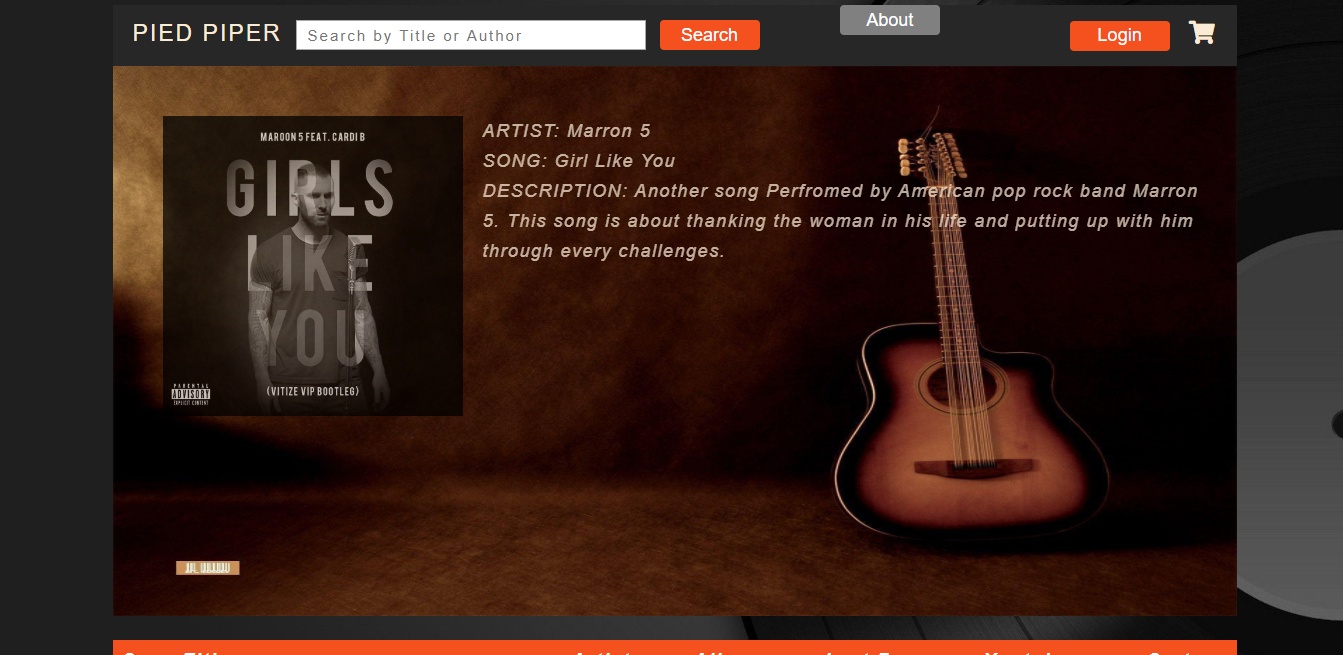 PIED PIPER
Search by Title or Author
Search
About
Login
MAROON 5 FEAT. CARDI B
GIRLS
LIKE
YOU
(VITIZE VIP BOOTLEG)
PARENTAL
ADVISORY
EXPLICIT CONTENT
ARTIST: Marron 5
SONG: Girl Like You
DESCRIPTION: Another song Perfromed by American pop rock band Marron
5. This song is about thanking the woman in his life and putting up with him
through every challenges.